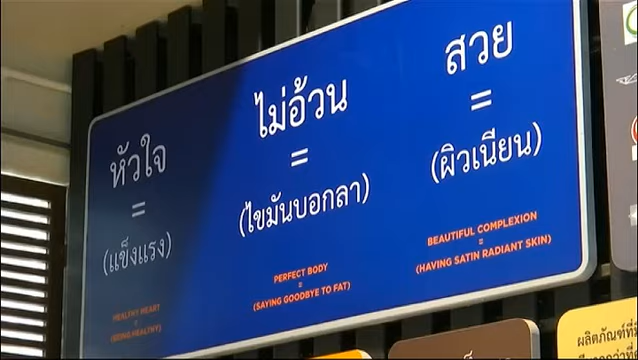 หัวใจ
=
(แข็งแรง)
HEALTHY HEART
=
(BEING HEALTHY)
ไม่อ้วน
=
(ไขมันบอกลา)
PERFECT BODY
=
(SAYING GOODBYE TO FAT)
สวย
=
(ผิวเนียน)
BEAUTIFUL COMPLEXION
=
(HAVING SATIN RADIANT SKIN)
ผลิตภัณฑ์ที่